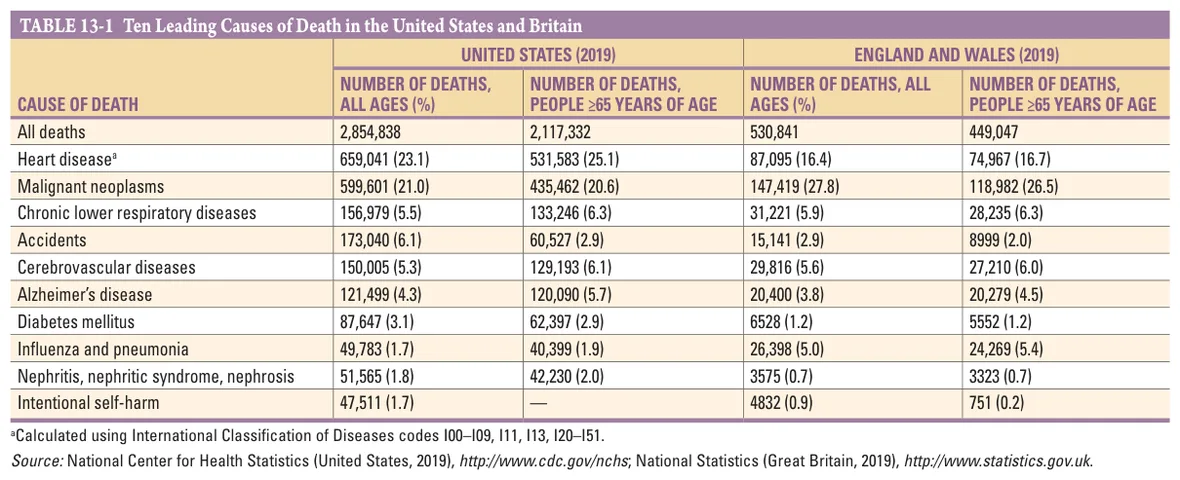 TABLE 13-1 Ten Leading Causes of Death in the United States and Britain
UNITED STATES (2019) ENGLAND AND WALES (2019)
CAUSE OF DEATH NUMBER OF DEATHS, ALL AGES (%) NUMBER OF DEATHS, PEOPLE ≥65 YEARS OF AGE NUMBER OF DEATHS, ALL AGES (%) NUMBER OF DEATHS, PEOPLE ≥65 YEARS OF AGE
All deaths 2,854,838 2,117,332 530,841 449,047
Heart diseaseᵃ 659,041 (23.1) 531,583 (25.1) 87,095 (16.4) 74,967 (16.7)
Malignant neoplasms 599,601 (21.0) 435,462 (20.6) 147,419 (27.8) 118,982 (26.5)
Chronic lower respiratory diseases 156,979 (5.5) 133,246 (6.3) 31,221 (5.9) 28,235 (6.3)
Accidents 173,040 (6.1) 60,527 (2.9) 15,141 (2.9) 8999 (2.0)
Cerebrovascular diseases 150,005 (5.3) 129,193 (6.1) 29,816 (5.6) 27,210 (6.0)
Alzheimer's disease 121,499 (4.3) 120,090 (5.7) 20,400 (3.8) 20,279 (4.5)
Diabetes mellitus 87,647 (3.1) 62,397 (2.9) 6528 (1.2) 5552 (1.2)
Influenza and pneumonia 49,783 (1.7) 40,399 (1.9) 26,398 (5.0) 24,269 (5.4)
Nephritis, nephritic syndrome, nephrosis 51,565 (1.8) 42,230 (2.0) 3575 (0.7) 3323 (0.7)
Intentional self-harm 47,511 (1.7) — 4832 (0.9) 751 (0.2)
ᵃCalculated using International Classification of Diseases codes I00–I09, I11, I13, I20–I51.
Source: National Center for Health Statistics (United States, 2019), http://www.cdc.gov/nchs; National Statistics (Great Britain, 2019), http://www.statistics.gov.uk.